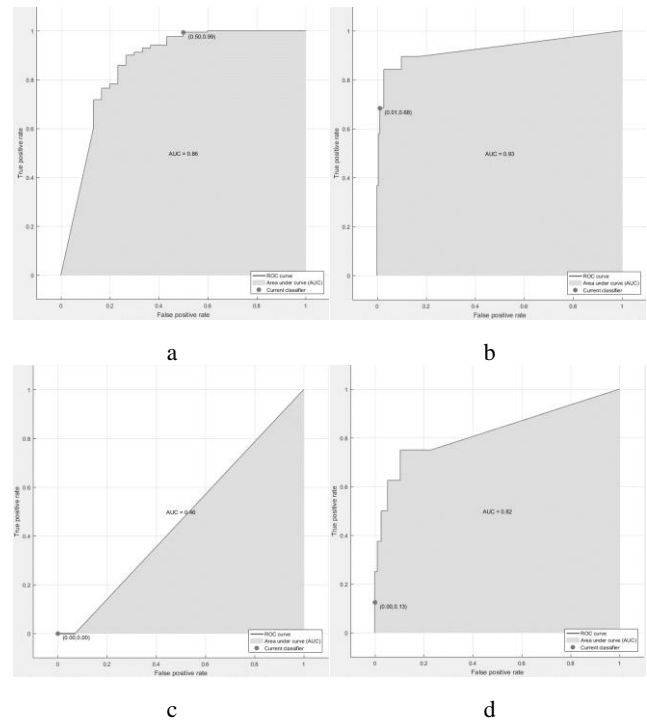 True positive rate
1
0.8
0.6
0.4
0.2
0
(0.50,0.99)
AUC = 0.86
ROC curve
Area under curve (AUC)
Current classifier
0
0.2
0.4
0.6
0.8
1
False positive rate
a
True positive rate
1
0.8
0.6
0.4
0.2
0
(0.01,0.68)
AUC = 0.93
ROC curve
Area under curve (AUC)
Current classifier
0
0.2
0.4
0.6
0.8
1
False positive rate
b
True positive rate
1
0.8
0.6
0.4
0.2
0
(0.00,0.00)
AUC = 0.46
ROC curve
Area under curve (AUC)
Current classifier
0
0.2
0.4
0.6
0.8
1
False positive rate
c
True positive rate
1
0.8
0.6
0.4
0.2
0
(0.00,0.13)
AUC = 0.82
ROC curve
Area under curve (AUC)
Current classifier
0
0.2
0.4
0.6
0.8
1
False positive rate
d